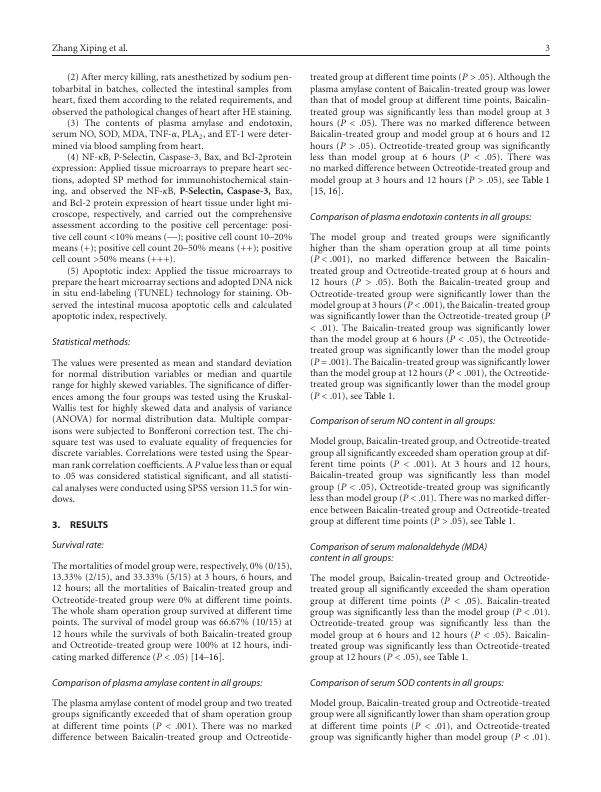 Zhang Xiping et al.
3
(2) After mercy killing, rats anesthetized by sodium pen-
tobarbital in batches, collected the intestinal samples from
heart, fixed them according to the related requirements, and
observed the pathological changes of heart after HE staining.
(3) The contents of plasma amylase and endotoxin,
serum NO, SOD, MDA, TNF-α, PLA2, and ET-1 were deter-
mined via blood sampling from heart.
(4) NF-κB, P-Selectin, Caspase-3, Bax, and Bcl-2protein
expression: Applied tissue microarrays to prepare heart sec-
tions, adopted SP method for immunohistochemical stain-
ing, and observed the NF-κB, P-Selectin, Caspase-3, Bax,
and Bcl-2 protein expression of heart tissue under light mi-
croscope, respectively, and carried out the comprehensive
assessment according to the positive cell percentage: posi-
tive cell count <10% means (—); positive cell count 10–20%
means (+); positive cell count 20–50% means (++); positive
cell count >50% means (+++).
(5) Apoptotic index: Applied the tissue microarrays to
prepare the heart microarray sections and adopted DNA nick
in situ end-labeling (TUNEL) technology for staining. Ob-
served the intestinal mucosa apoptotic cells and calculated
apoptotic index, respectively.
Statistical methods:
The values were presented as mean and standard deviation
for normal distribution variables or median and quartile
range for highly skewed variables. The significance of differ-
ences among the four groups was tested using the Kruskal-
Wallis test for highly skewed data and analysis of variance
(ANOVA) for normal distribution data. Multiple compar-
isons were subjected to Bonfferoni correction test. The chi-
square test was used to evaluate equality of frequencies for
discrete variables. Correlations were tested using the Spear-
man rank correlation coefficients. A P value less than or equal
to .05 was considered statistical significant, and all statisti-
cal analyses were conducted using SPSS version 11.5 for win-
dows.
3. RESULTS
Survival rate:
The mortalities of model group were, respectively, 0% (0/15),
13.33% (2/15), and 33.33% (5/15) at 3 hours, 6 hours, and
12 hours; all the mortalities of Baicalin-treated group and
Octreotide-treated group were 0% at different time points.
The whole sham operation group survived at different time
points. The survival of model group was 66.67% (10/15) at
12 hours while the survivals of both Baicalin-treated group
and Octreotide-treated group were 100% at 12 hours, indi-
cating marked difference (P < .05) [14–16].
Comparison of plasma amylase content in all groups:
The plasma amylase content of model group and two treated
groups significantly exceeded that of sham operation group
at different time points (P < .001). There was no marked
difference between Baicalin-treated group and Octreotide-
treated group at different time points (P > .05). Although the
plasma amylase content of Baicalin-treated group was lower
than that of model group at different time points, Baicalin-
treated group was significantly less than model group at 3
hours (P < .05). There was no marked difference between
Baicalin-treated group and model group at 6 hours and 12
hours (P > .05). Octreotide-treated group was significantly
less than model group at 6 hours (P < .05). There was
no marked difference between Octreotide-treated group and
model group at 3 hours and 12 hours (P > .05), see Table 1
[15, 16].
Comparison of plasma endotoxin contents in all groups:
The model group and treated groups were significantly
higher than the sham operation group at all time points
(P < .001), no marked difference between the Baicalin-
treated group and Octreotide-treated group at 6 hours and
12 hours (P > .05). Both the Baicalin-treated group and
Octreotide-treated group were significantly lower than the
model group at 3 hours (P < .001), the Baicalin-treated group
was significantly lower than the Octreotide-treated group (P
< .01). The Baicalin-treated group was significantly lower
than the model group at 6 hours (P < .05), the Octreotide-
treated group was significantly lower than the model group
(P = .001). The Baicalin-treated group was significantly lower
than the model group at 12 hours (P < .001), the Octreotide-
treated group was significantly lower than the model group
(P < .01), see Table 1.
Comparison of serum NO content in all groups:
Model group, Baicalin-treated group, and Octreotide-treated
group all significantly exceeded sham operation group at dif-
ferent time points (P < .001). At 3 hours and 12 hours,
Baicalin-treated group was significantly less than model
group (P < .05), Octreotide-treated group was significantly
less than model group (P < .01). There was no marked differ-
ence between Baicalin-treated group and Octreotide-treated
group at different time points (P > .05), see Table 1.
Comparison of serum malonaldehyde (MDA)
content in all groups:
The model group, Baicalin-treated group and Octreotide-
treated group all significantly exceeded the sham operation
group at different time points (P < .05). Baicalin-treated
group was significantly less than the model group (P < .01).
Octreotide-treated group was significantly less than the
model group at 6 hours and 12 hours (P < .05). Baicalin-
treated group was significantly less than Octreotide-treated
group at 12 hours (P < .05), see Table 1.
Comparison of serum SOD contents in all groups:
Model group, Baicalin-treated group and Octreotide-treated
group were all significantly lower than sham operation group
at different time points (P < .01), and Octreotide-treated
group was significantly higher than model group (P < .01).